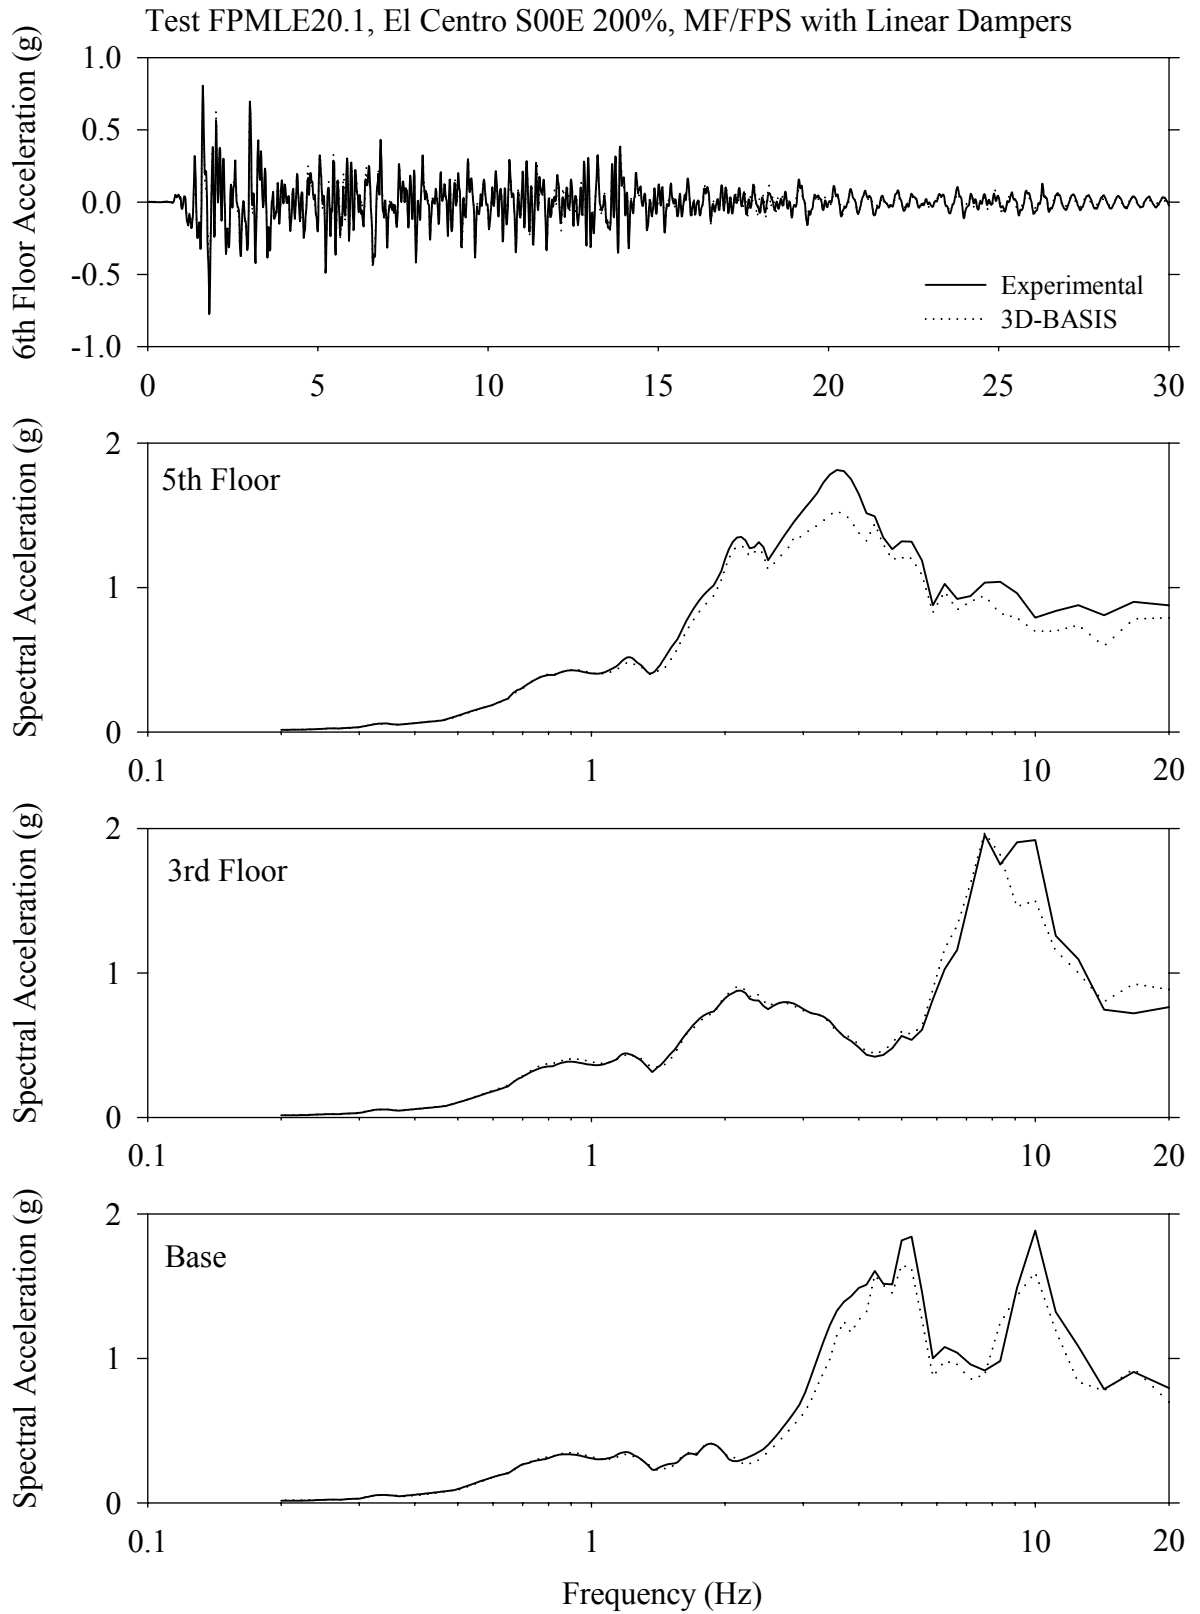 Test FPMLE20.1, El Centro S00E 200%, MF/FPS with Linear Dampers
6th Floor Acceleration (g)
1.0
0.5
0.0
-0.5
-1.0
Experimental
3D-BASIS
0 5 10 15 20 25 30
Spectral Acceleration (g)
2
1
0
5th Floor
0.1 1 10 20
Spectral Acceleration (g)
2
1
0
3rd Floor
0.1 1 10 20
Spectral Acceleration (g)
2
1
0
Base
0.1 1 10 20
Frequency (Hz)